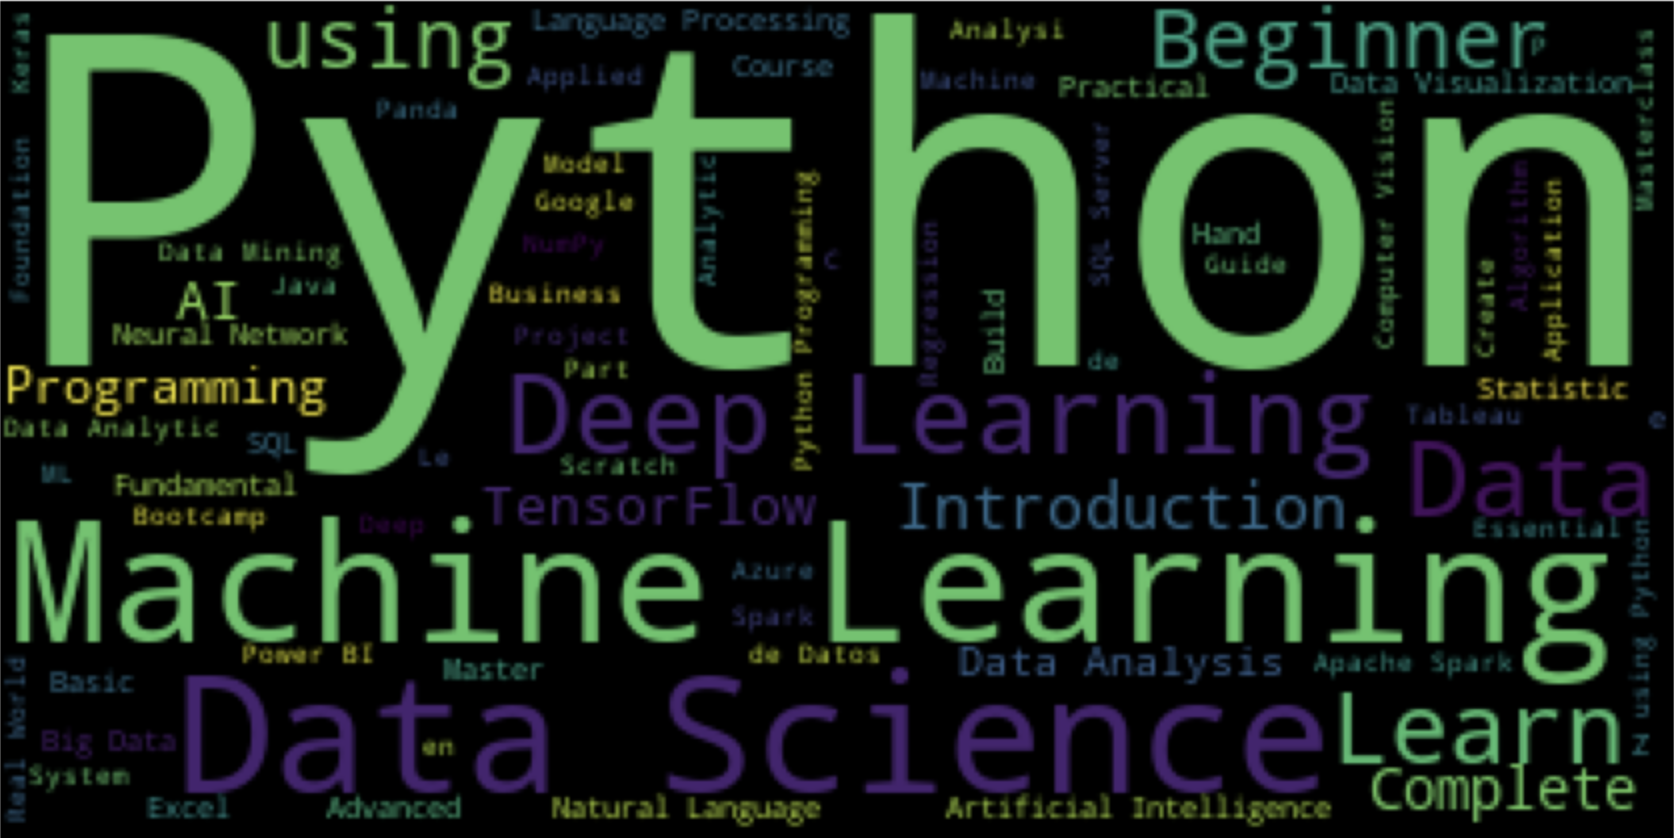 Keras
using
Language Processing
Analysi
Beginner
P
Applied
Course
Machine
Practical
Data Visualization
Masterclass
Panda
Python
Foundation
Model
Google
Analytic
Python Programming
SQL Server
Computer Vision
Algorithm
Application
Data Mining
NumPy
C
Regression
Hand
Guide
Java
AI
Business
Build
Create
Neural Network
Project
Part
de
Programming
Deep Learning
Statistic
Data Analytic
Tableau
e
SQL
Le
Scratch
ML
Data
Fundamental
TensorFlow
Introduction
Bootcamp
Deep
Essential
Machine Learning
Azure
Spark
N using Python
Power BI
de Datos
Master
Data Analysis
Apache Spark
Real World
Basic
Data Science
Learn
Big Data
en
System
Complete
Excel
Advanced
Natural Language
Artificial Intelligence